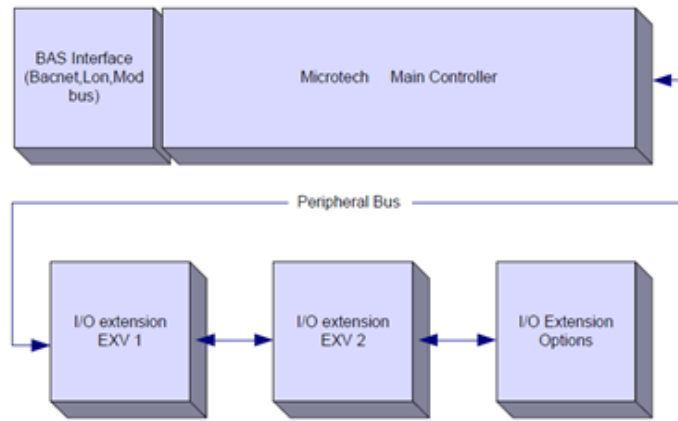 BAS Interface
(Bacnet,Lon,Mod
bus)
Microtech Main Controller
Peripheral Bus
I/O extension
EXV 1
I/O extension
EXV 2
I/O Extension
Options